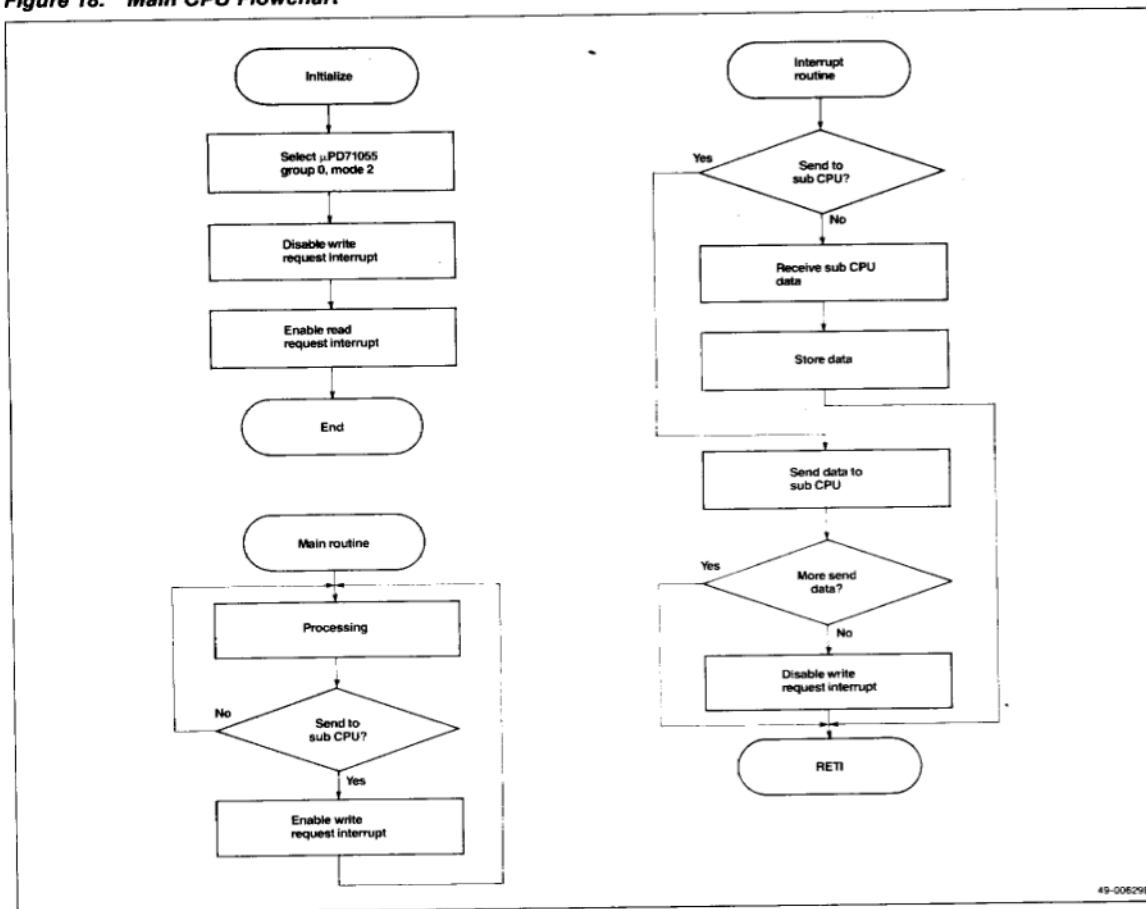 Figure 18. Main CPU Flowchart
Initialize
Select μPD71055
group 0, mode 2
Disable write
request interrupt
Enable read
request interrupt
End
Main routine
Processing
No
Send to
sub CPU?
Yes
Enable write
request interrupt
Interrupt
routine
Yes
Send to
sub CPU?
No
Receive sub CPU
data
Store data
Send data to
sub CPU
Yes
More send
data?
No
Disable write
request interrupt
RETI